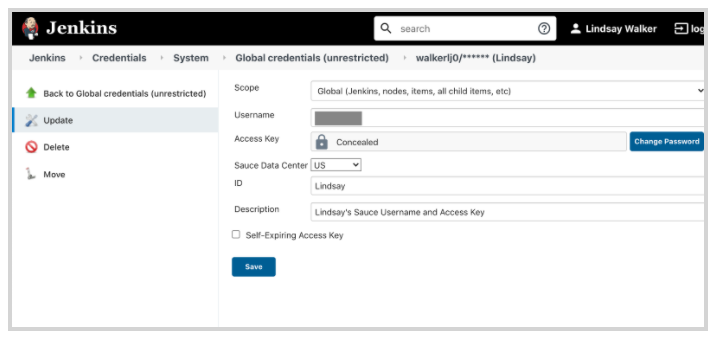 Jenkins search Lindsay Walker log
Jenkins Credentials System Global credentials (unrestricted) walkerlj0/****** (Lindsay)
Back to Global credentials (unrestricted)
Update
Delete
Move
Scope Global (Jenkins, nodes, items, all child items, etc)
Username
Access Key Concealed Change Password
Sauce Data Center US
ID Lindsay
Description Lindsay's Sauce Username and Access Key
Self-Expiring Access Key
Save